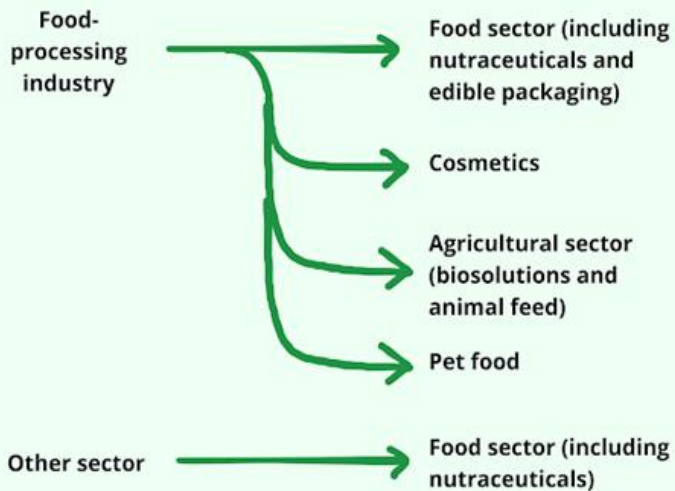 Food-
processing
industry
Food sector (including
nutraceuticals and
edible packaging)
Cosmetics
Agricultural sector
(biosolutions and
animal feed)
Pet food
Other sector
Food sector (including
nutraceuticals)